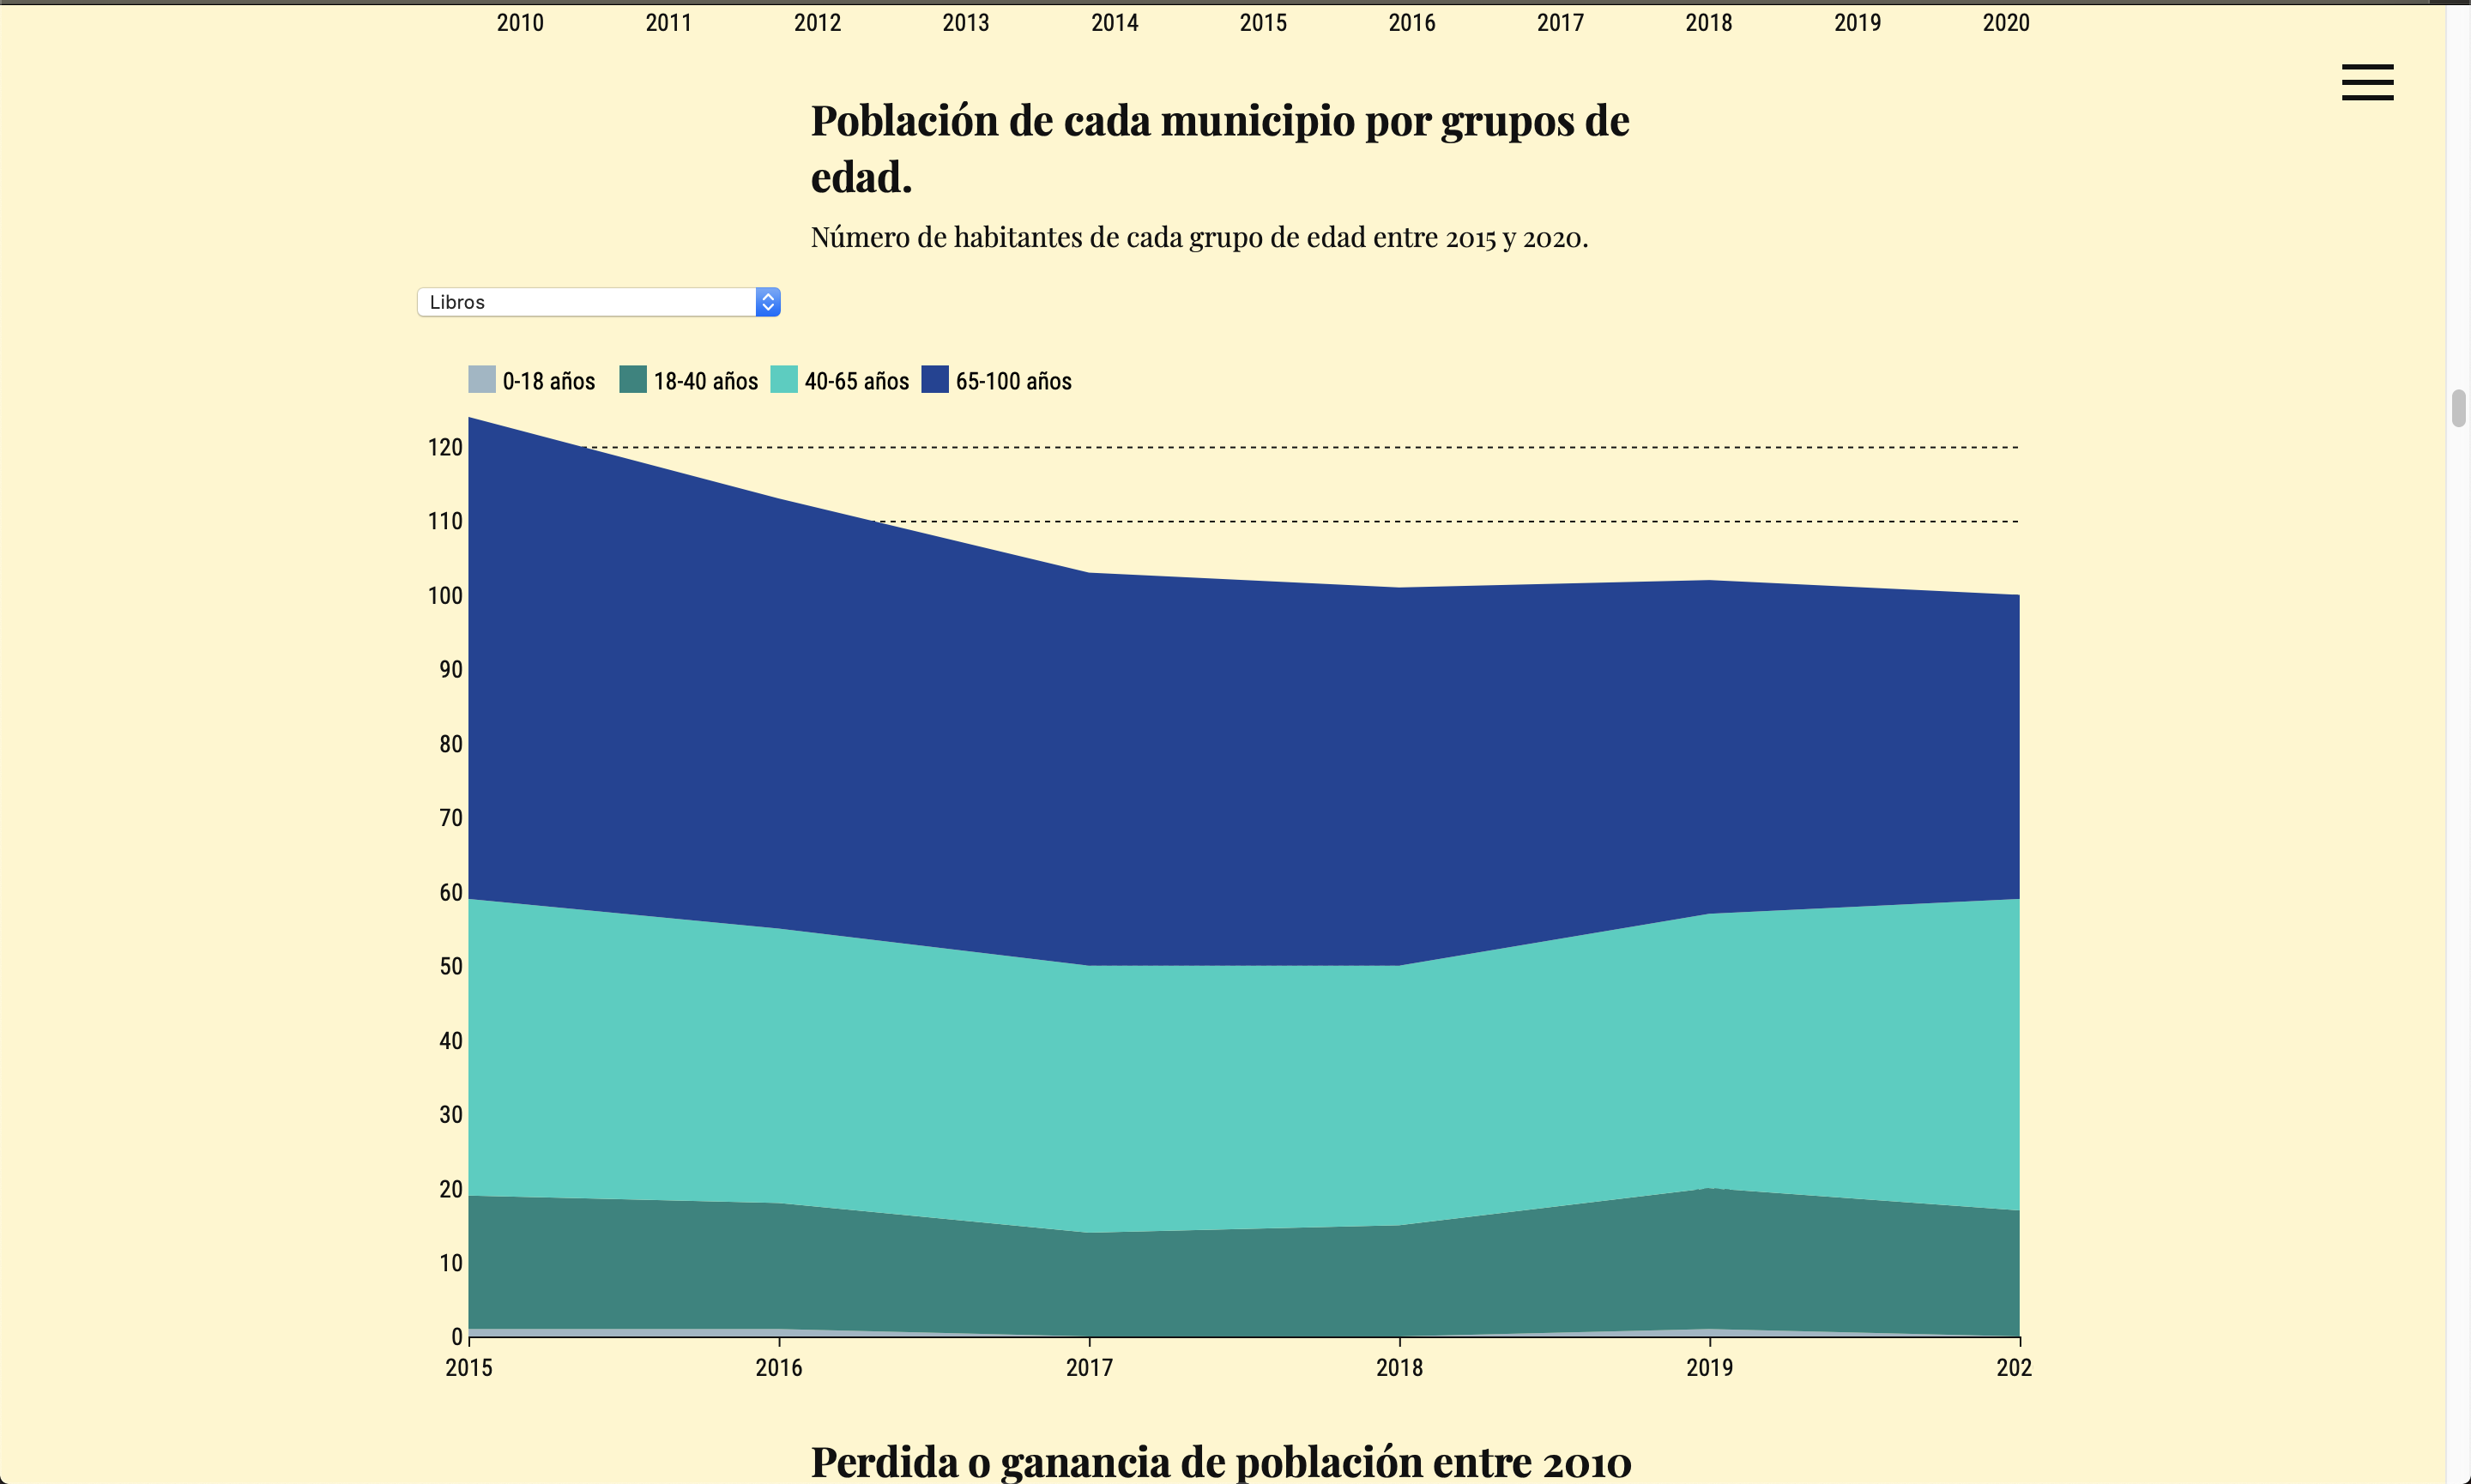 2010 2011 2012 2013 2014 2015 2016 2017 2018 2019 2020
Población de cada municipio por grupos de
edad.
Número de habitantes de cada grupo de edad entre 2015 y 2020.
Libros
0-18 años 18-40 años 40-65 años 65-100 años
120
110
100
90
80
70
60
50
40
30
20
10
0
2015 2016 2017 2018 2019 202
Perdida o ganancia de población entre 2010